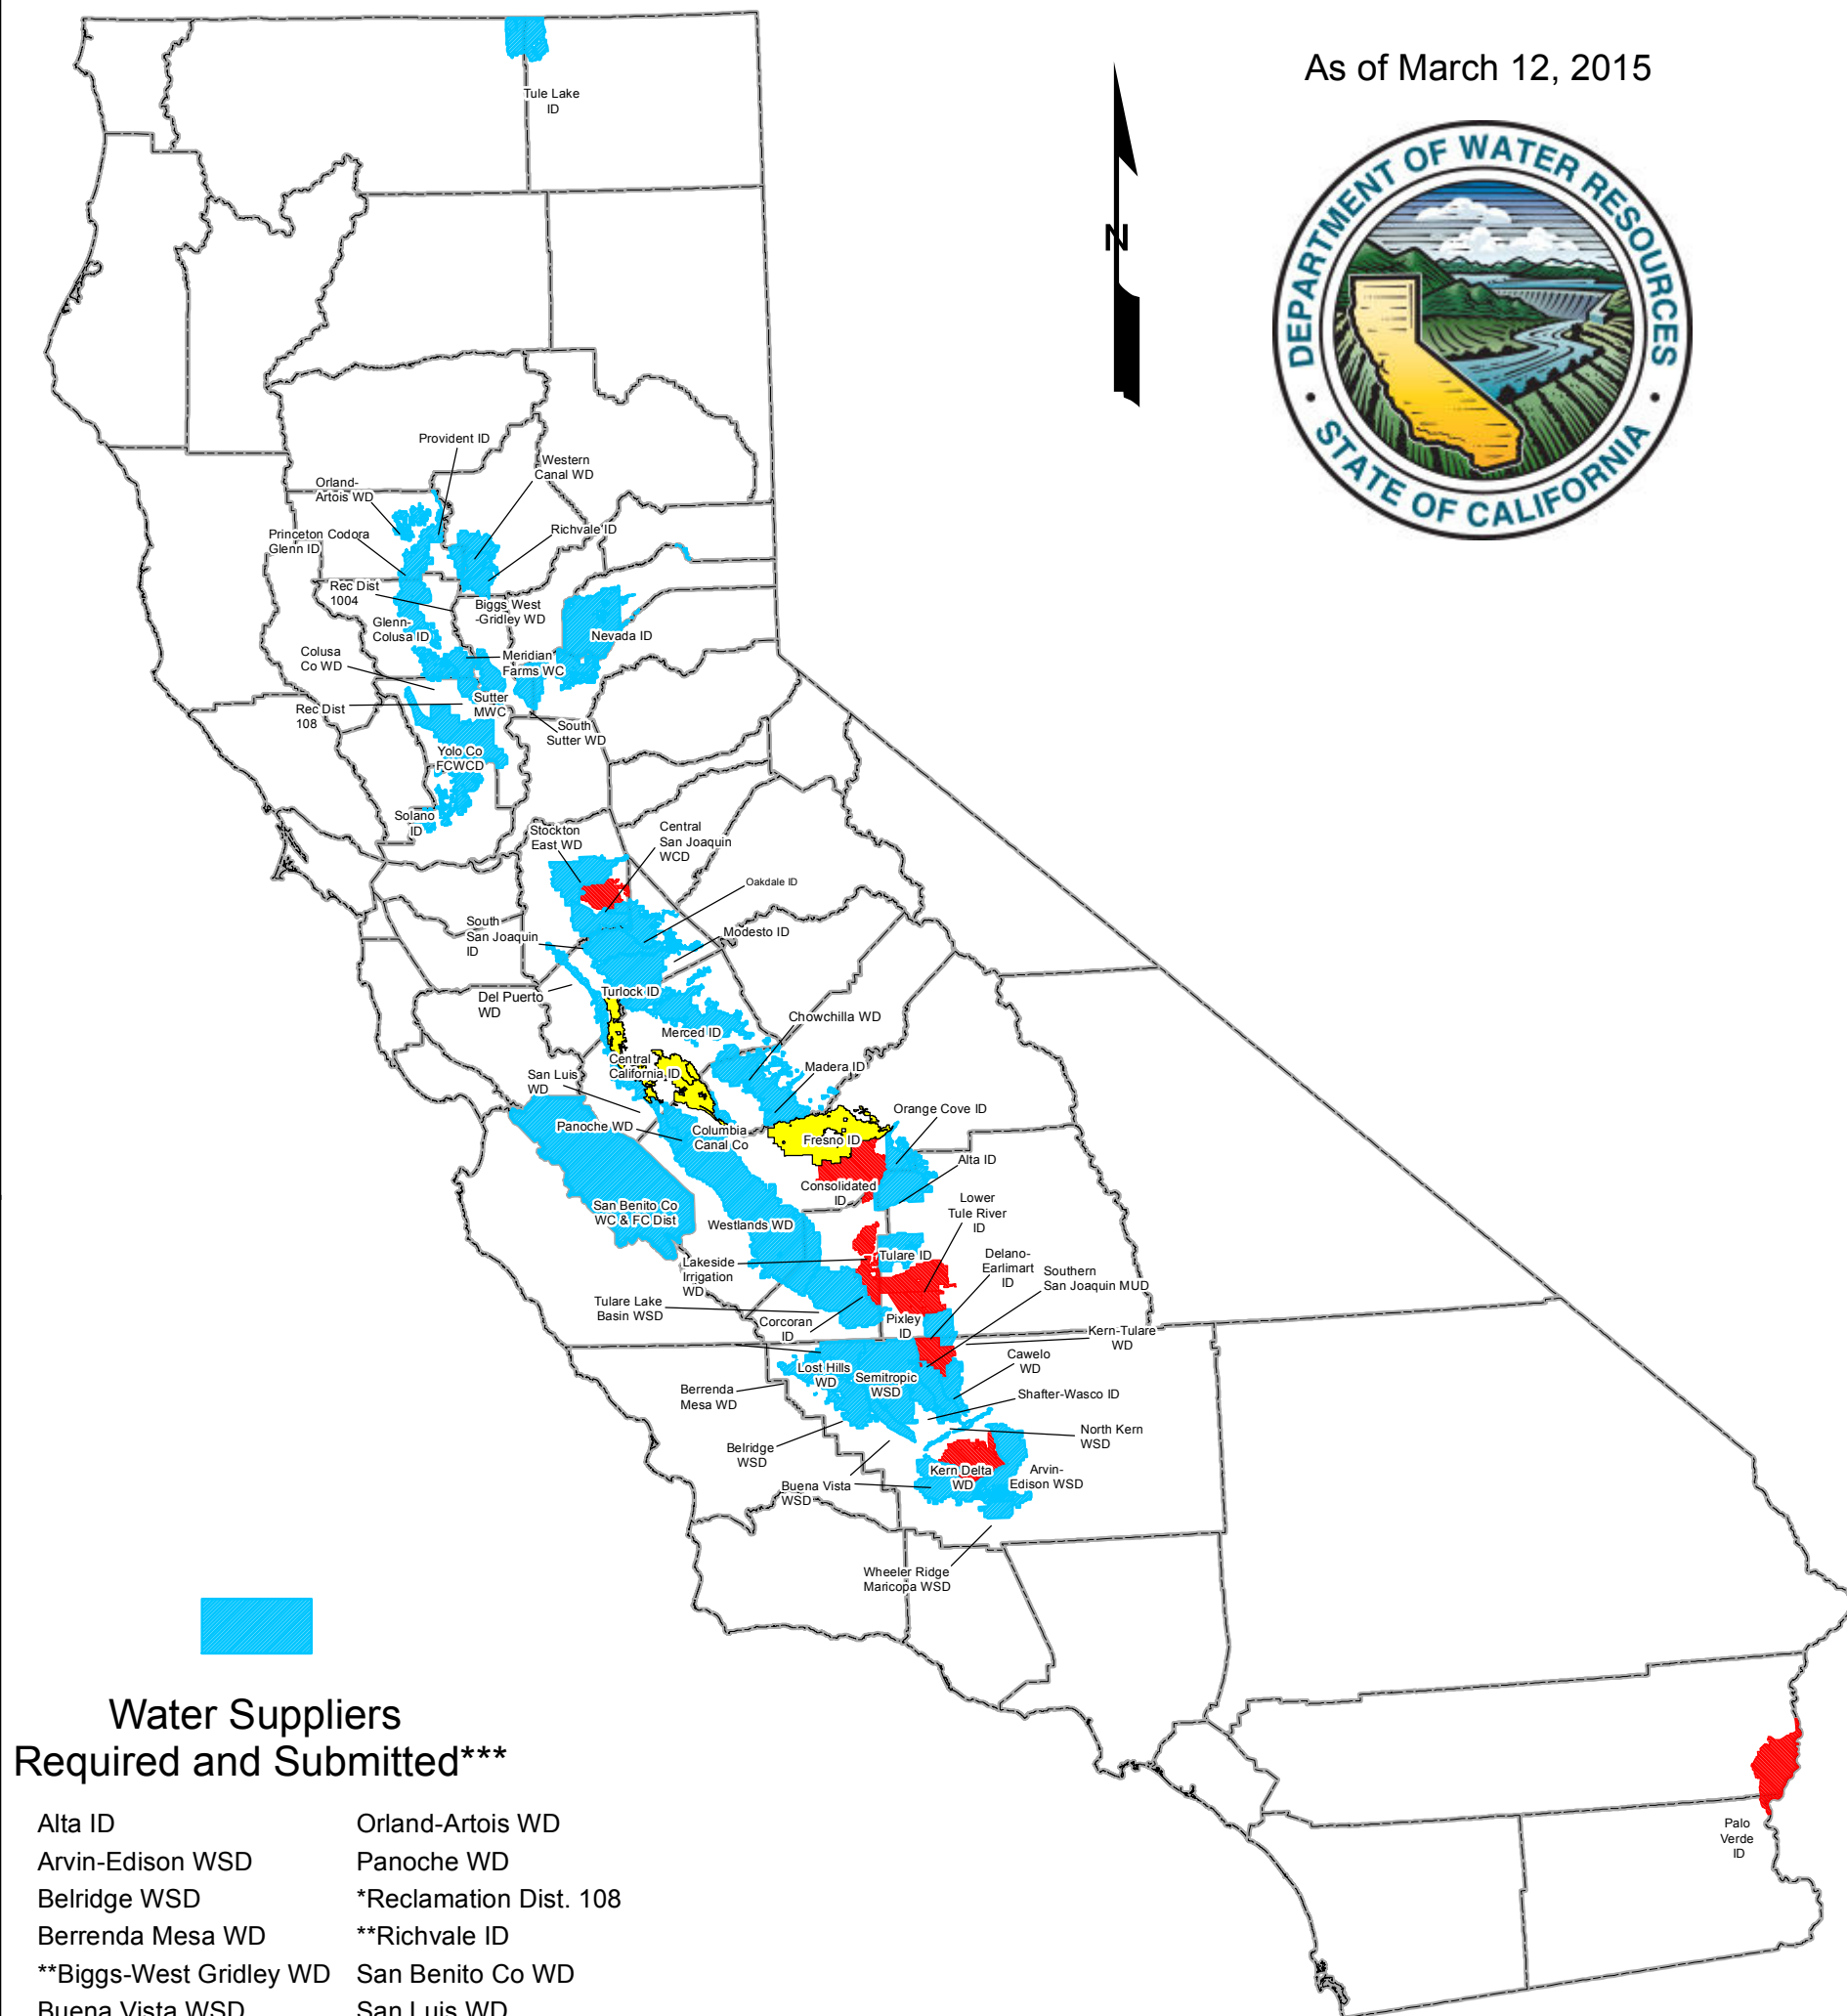 As of March 12, 2015
DEPARTMENT OF WATER RESOURCES
STATE OF CALIFORNIA
N
Tule Lake
ID
Provident ID
Western
Canal WD
Orland-
Artois WD
Princeton Codora
Glenn ID
Richvale ID
Rec Dist
1004
Biggs West
-Gridley WD
Glenn-
Colusa ID
Nevada ID
Colusa
Co WD
Meridian
Farms WC
Rec Dist
108
Sutter
MWC
South
Sutter WD
Yolo Co
FCWCD
Solano
ID
Stockton
East WD
Central
San Joaquin
WCD
Oakdale ID
South
San Joaquin
ID
Modesto ID
Del Puerto
WD
Turlock ID
Merced ID
Chowchilla WD
Central
California ID
San Luis
WD
Madera ID
Panoche WD
Columbia
Canal Co
Orange Cove ID
Fresno ID
Alta ID
Consolidated
ID
San Benito Co
WC & FC Dist
Westlands WD
Lower
Tule River
ID
Lakeside
Irrigation
WD
Tulare ID
Delano-
Earlimart
ID
Southern
San Joaquin MUD
Tulare Lake
Basin WSD
Corcoran
ID
Pixley
ID
Kern-Tulare
WD
Lost Hills
WD
Semitropic
WSD
Cawelo
WD
Berrenda
Mesa WD
Shafter-Wasco ID
Belridge
WSD
North Kern
WSD
Buena Vista
WSD
Kern Delta
WD
Arvin-
Edison WSD
Wheeler Ridge
Maricopa WSD
Palo
Verde
ID
Water Suppliers
Required and Submitted***
Alta ID
Arvin-Edison WSD
Belridge WSD
Berrenda Mesa WD
**Biggs-West Gridley WD
Buena Vista WSD
Orland-Artois WD
Panoche WD
*Reclamation Dist. 108
**Richvale ID
San Benito Co WD
San Luis WD